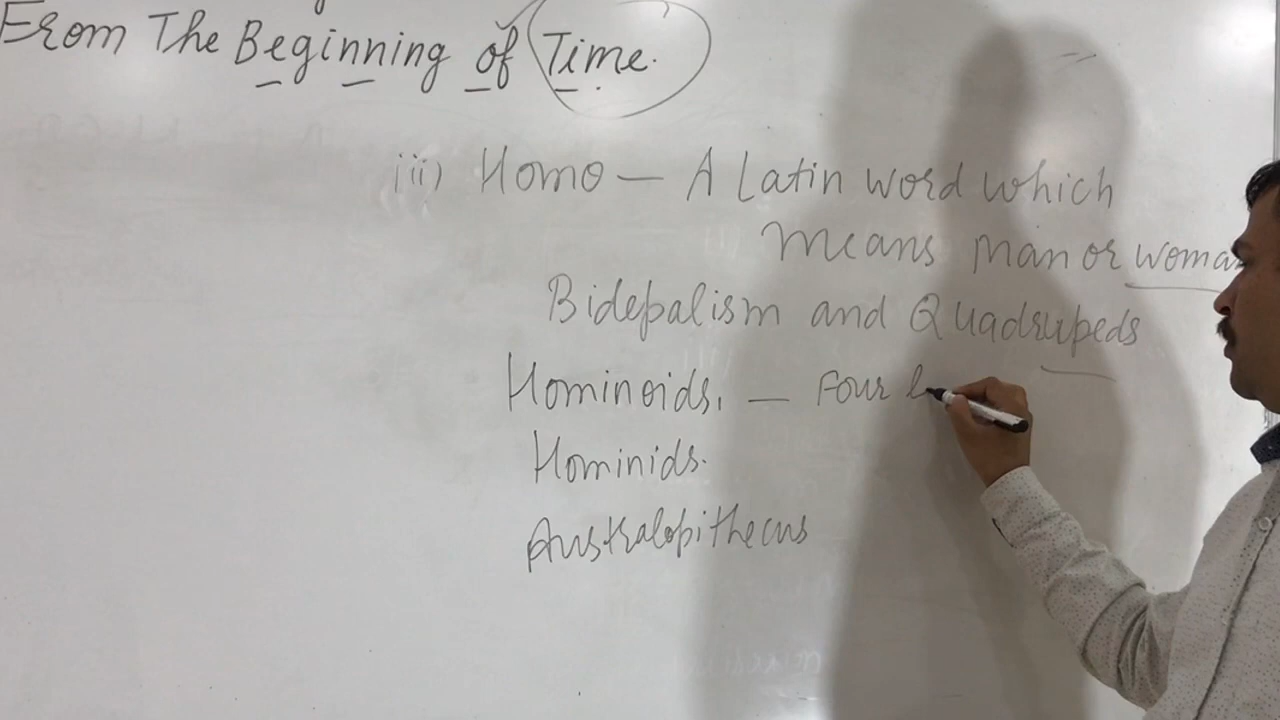 From The Beginning of Time.
iii) Homo — A Latin word which
means man or woman
Bidepalism and Quadrupeds
Hominoids. — Four l
Hominids.
Australopithecus